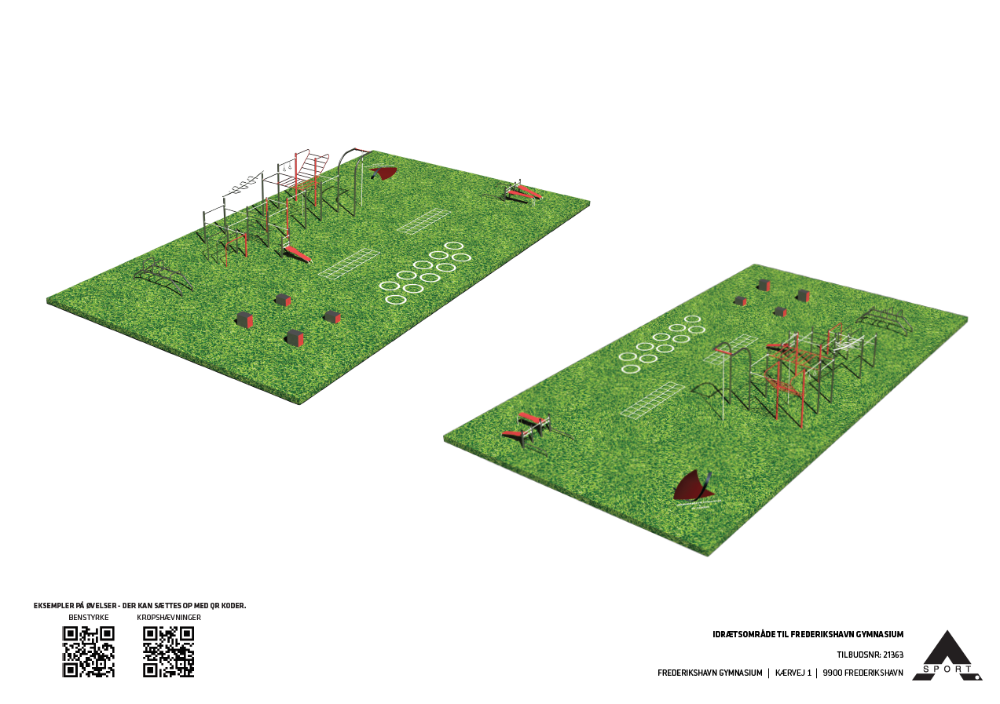 EKSEMPLER PÅ ØVELSER - DER KAN SÆTTES OP MED QR KODER.
BENSTYRKE KROPSHÆVNINGER
IDRÆTSOMRÅDE TIL FREDERIKSHAVN GYMNASIUM
TILBUDSNR: 21363
FREDERIKSHAVN GYMNASIUM | KÆRVEJ 1 | 9900 FREDERIKSHAVN
SPORT